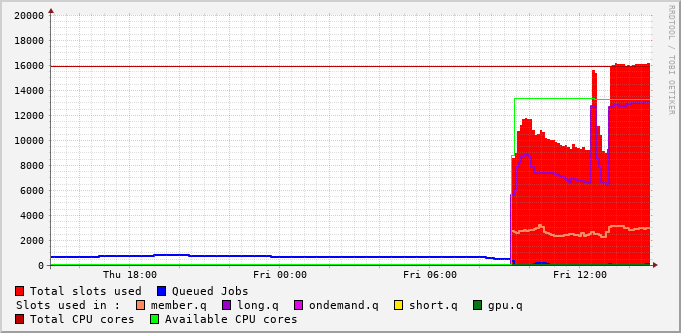 20000
18000
16000
14000
12000
10000
8000
6000
4000
2000
0
Thu 18:00 Fri 00:00 Fri 06:00 Fri 12:00
RRDTOOL / TOBI OETIKER
Total slots used Queued Jobs
Slots used in : member.q long.q ondemand.q short.q gpu.q
Total CPU cores Available CPU cores